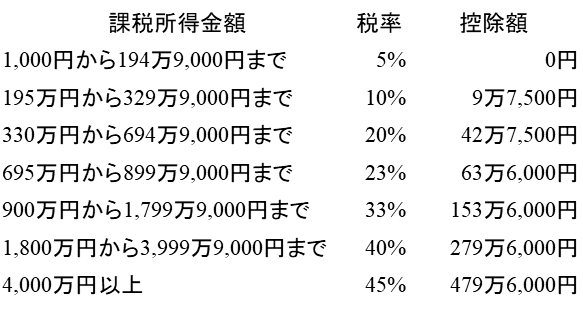 課税所得金額 税率 控除額
1,000円から194万9,000円まで 5% 0円
195万円から329万9,000円まで 10% 9万7,500円
330万円から694万9,000円まで 20% 42万7,500円
695万円から899万9,000円まで 23% 63万6,000円
900万円から1,799万9,000円まで 33% 153万6,000円
1,800万円から3,999万9,000円まで 40% 279万6,000円
4,000万円以上 45% 479万6,000円